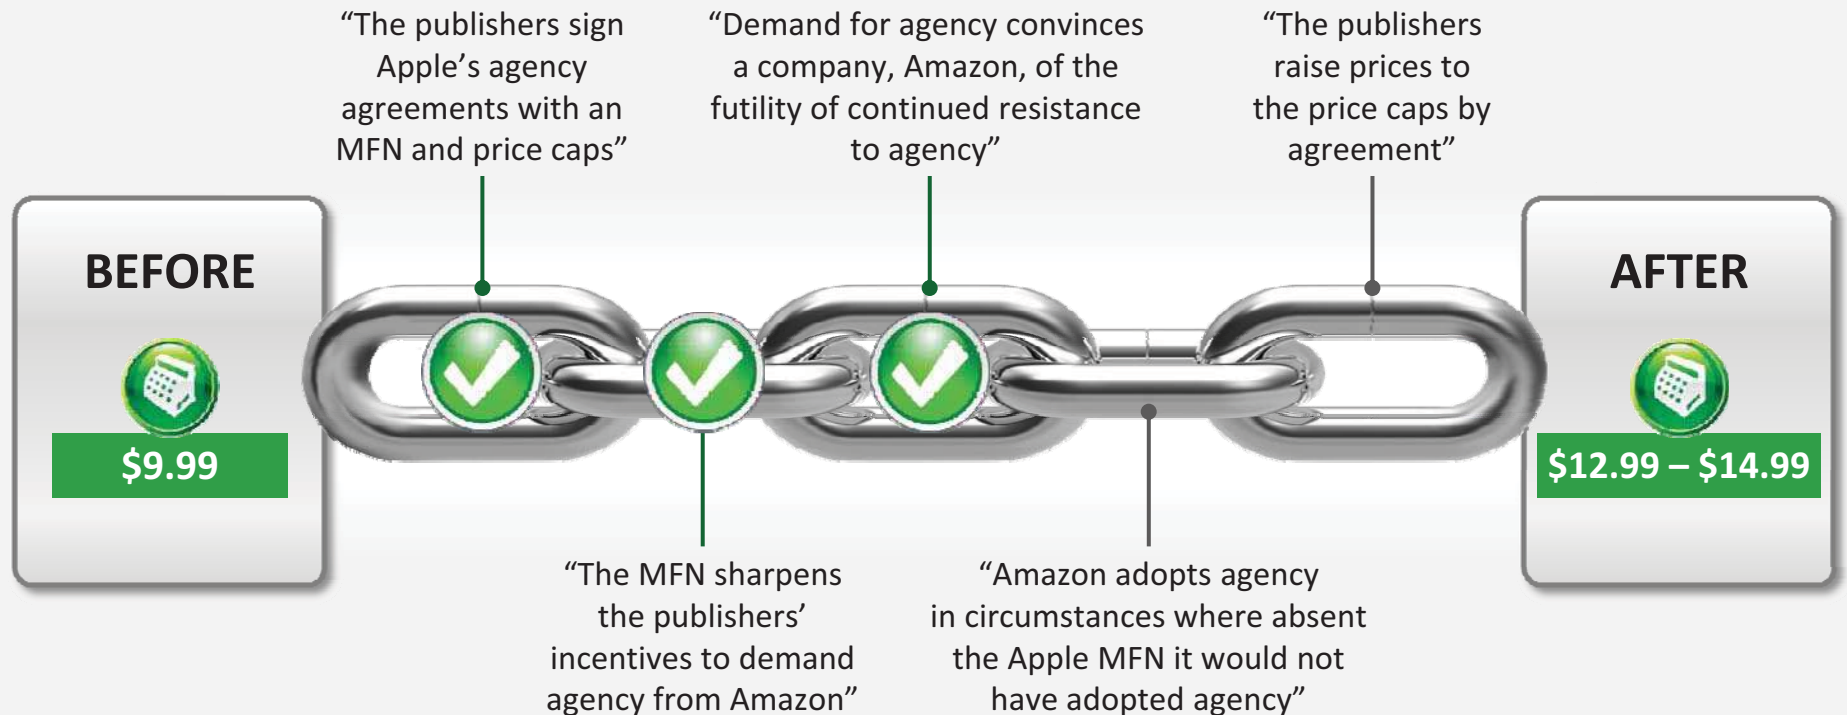 “The publishers sign
Apple’s agency
agreements with an
MFN and price caps”
“Demand for agency convinces
a company, Amazon, of the
futility of continued resistance
to agency”
“The publishers
raise prices to
the price caps by
agreement”
BEFORE
$9.99
AFTER
$12.99 – $14.99
“The MFN sharpens
the publishers’
incentives to demand
agency from Amazon”
“Amazon adopts agency
in circumstances where absent
the Apple MFN it would not
have adopted agency”